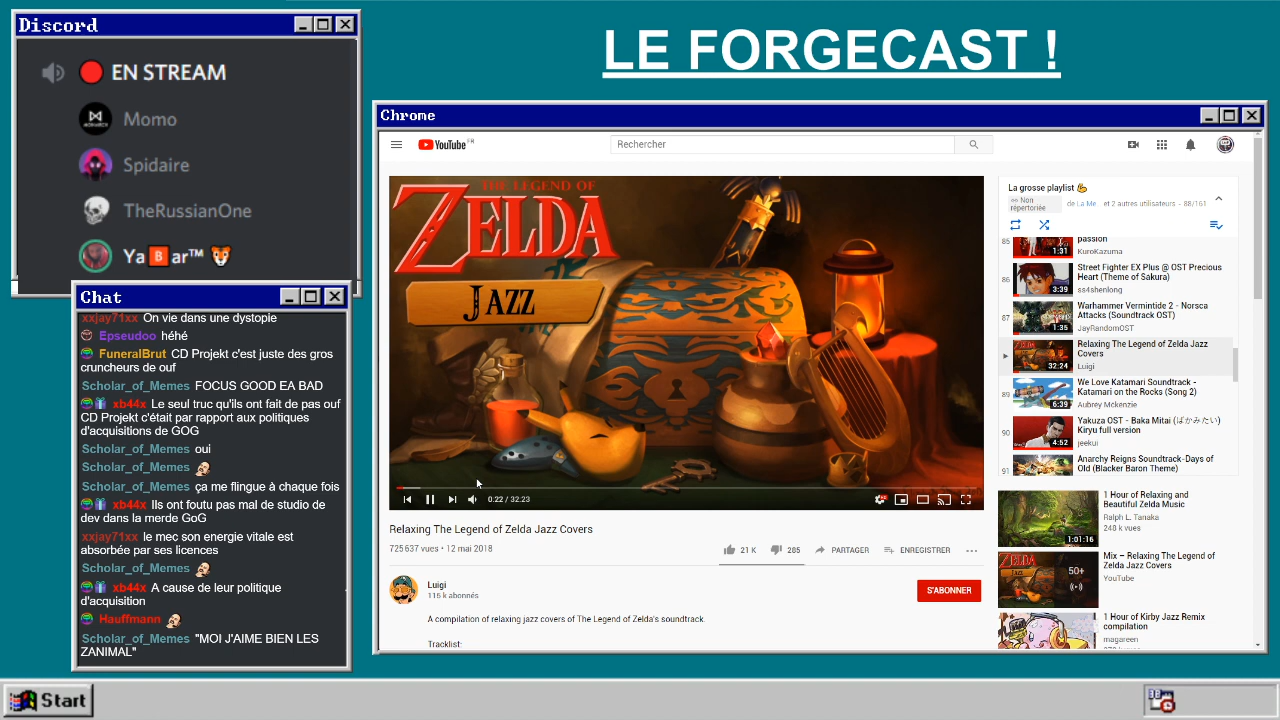 Discord
EN STREAM
Momo
Spidaire
TheRussianOne
Ya🅱ar™ 🐯
Chat
xxjay71xx On vie dans une dystopie
Epseudoo héhé
FuneralBrut CD Projekt c'est juste des gros
cruncheurs de ouf
Scholar_of_Memes FOCUS GOOD EA BAD
xb44x Le seul truc qu'ils ont fait de pas ouf
CD Projekt c'était par rapport aux politiques
d'acquisitions de GOG
Scholar_of_Memes oui
Scholar_of_Memes
Scholar_of_Memes ça me flingue à chaque fois
xb44x Ils ont foutu pas mal de studio de
dev dans la merde GoG
xxjay71xx le mec son energie vitale est
absorbée par ses licences
Scholar_of_Memes
xb44x A cause de leur politique
d'acquisition
Hauffmann
Scholar_of_Memes "MOI J'AIME BIEN LES
ZANIMAL"
LE FORGECAST !
Chrome
YouTube FR
Rechercher
THE LEGEND OF
ZELDA
JAZZ
0:22 / 32:23
Relaxing The Legend of Zelda Jazz Covers
725 637 vues • 12 mai 2018
21 K
285
PARTAGER
ENREGISTRER
Luigi
116 k abonnés
S'ABONNER
A compilation of relaxing jazz covers of The Legend of Zelda's soundtrack.
Tracklist:
La grosse playlist 💪
Non
répertoriée
de La Me et 2 autres utilisateurs - 88/161
85
passion
KuroKazuma
1:31
86
Street Fighter EX Plus @ OST Precious
Heart (Theme of Sakura)
ss4shenlong
3:39
87
Warhammer Vermintide 2 - Norsca
Attacks (Soundtrack OST)
JayRandomOST
1:35
Relaxing The Legend of Zelda Jazz
Covers
Luigi
32:24
89
We Love Katamari Soundtrack -
Katamari on the Rocks (Song 2)
Aubrey Mckenzie
6:39
90
Yakuza OST - Baka Mitai (ばかみたい)
Kiryu full version
jeekui
4:52
91
Anarchy Reigns Soundtrack-Days of
Old (Blacker Baron Theme)
1 Hour of Relaxing and
Beautiful Zelda Music
Ralph L. Tanaka
248 k vues
1:01:16
Mix – Relaxing The Legend of
Zelda Jazz Covers
YouTube
50+
1 Hour of Kirby Jazz Remix
compilation
magareen
Start